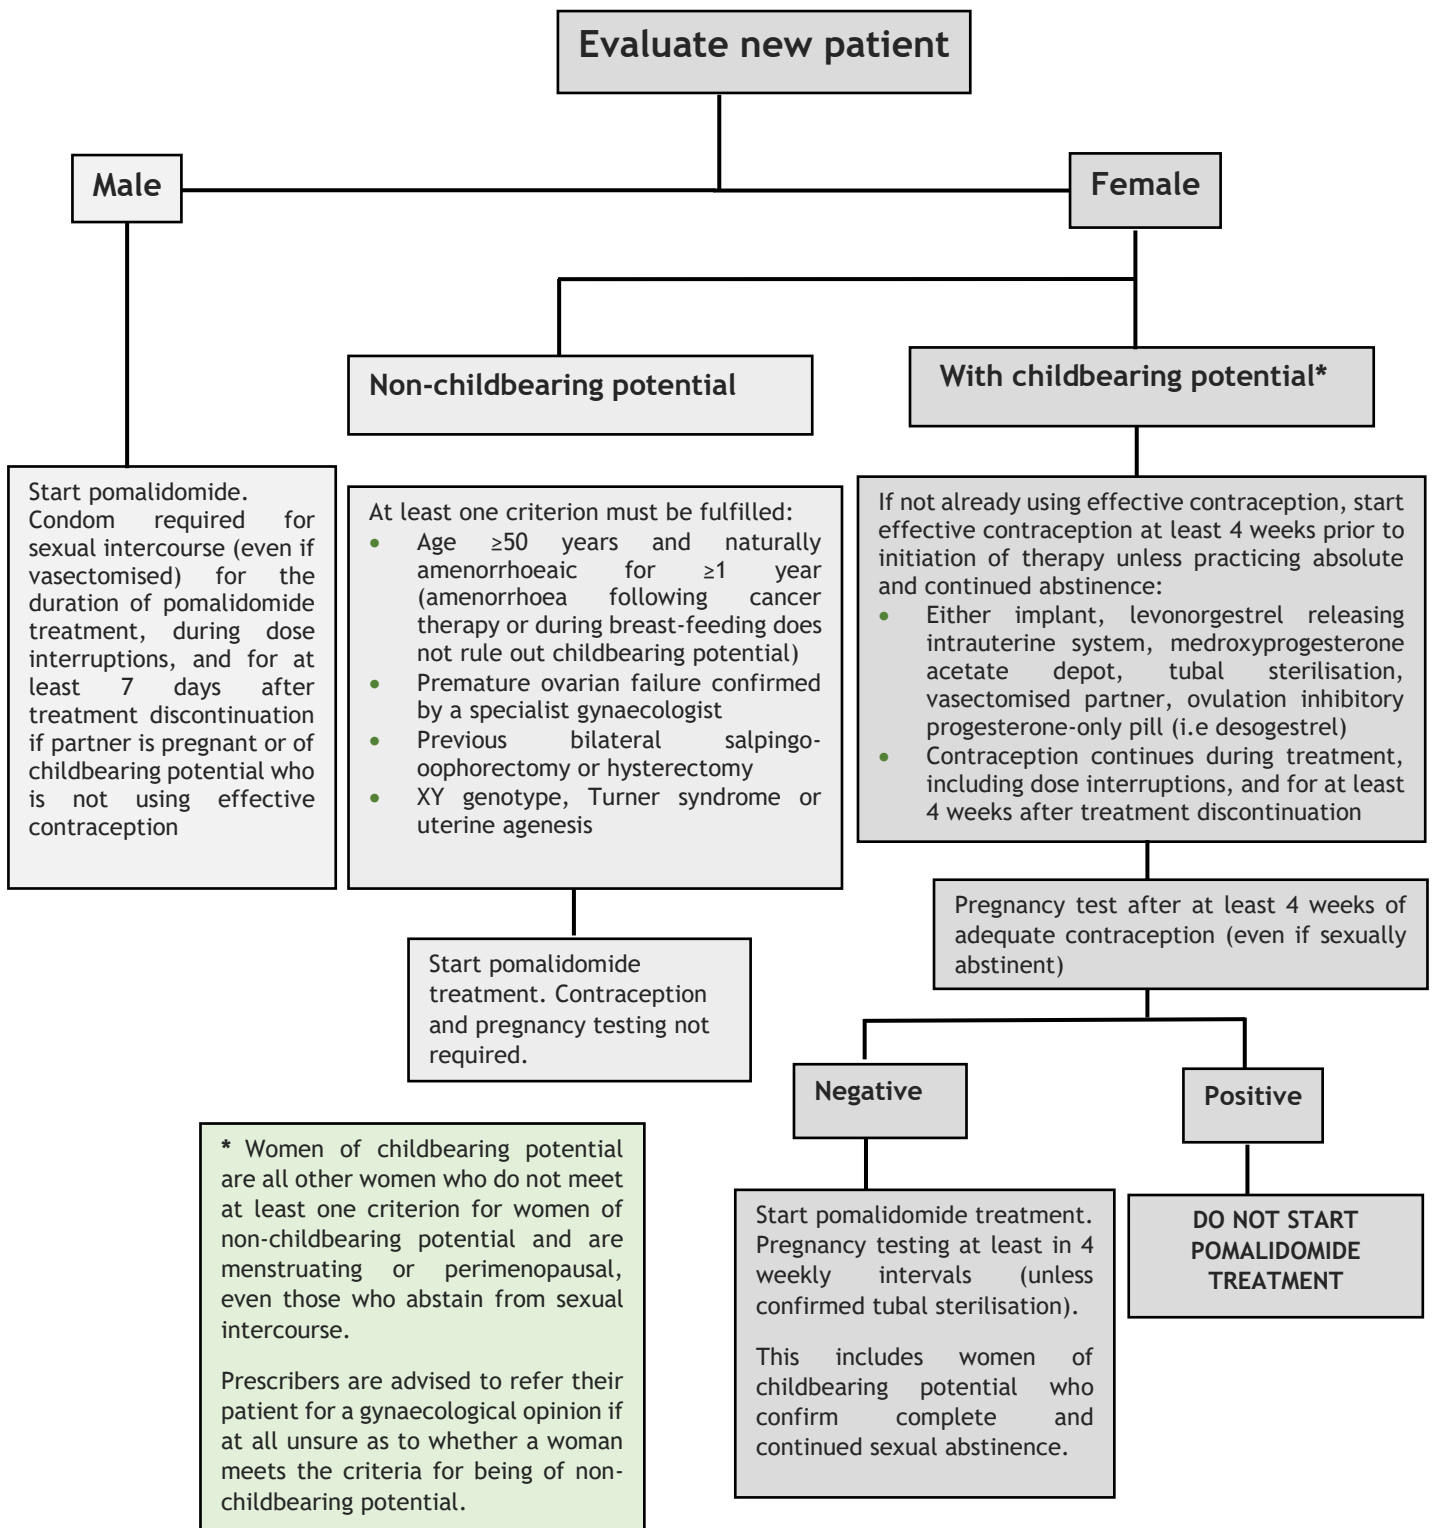 Evaluate new patient
Male
Female
Non-childbearing potential
With childbearing potential*
Start pomalidomide.
Condom required for
sexual intercourse (even if
vasectomised) for the
duration of pomalidomide
treatment, during dose
interruptions, and for at
least 7 days after
treatment discontinuation
if partner is pregnant or of
childbearing potential who
is not using effective
contraception
At least one criterion must be fulfilled:
• Age ≥50 years and naturally
amenorrhoeaic for ≥1 year
(amenorrhoea following cancer
therapy or during breast-feeding does
not rule out childbearing potential)
• Premature ovarian failure confirmed
by a specialist gynaecologist
• Previous bilateral salpingo-
oophorectomy or hysterectomy
• XY genotype, Turner syndrome or
uterine agenesis
If not already using effective contraception, start
effective contraception at least 4 weeks prior to
initiation of therapy unless practicing absolute
and continued abstinence:
• Either implant, levonorgestrel releasing
intrauterine system, medroxyprogesterone
acetate depot, tubal sterilisation,
vasectomised partner, ovulation inhibitory
progesterone-only pill (i.e desogestrel)
• Contraception continues during treatment,
including dose interruptions, and for at least
4 weeks after treatment discontinuation
Start pomalidomide
treatment. Contraception
and pregnancy testing not
required.
Pregnancy test after at least 4 weeks of
adequate contraception (even if sexually
abstinent)
Negative
Positive
* Women of childbearing potential
are all other women who do not meet
at least one criterion for women of
non-childbearing potential and are
menstruating or perimenopausal,
even those who abstain from sexual
intercourse.
Prescribers are advised to refer their
patient for a gynaecological opinion if
at all unsure as to whether a woman
meets the criteria for being of non-
childbearing potential.
Start pomalidomide treatment.
Pregnancy testing at least in 4
weekly intervals (unless
confirmed tubal sterilisation).
This includes women of
childbearing potential who
confirm complete and
continued sexual abstinence.
DO NOT START
POMALIDOMIDE
TREATMENT